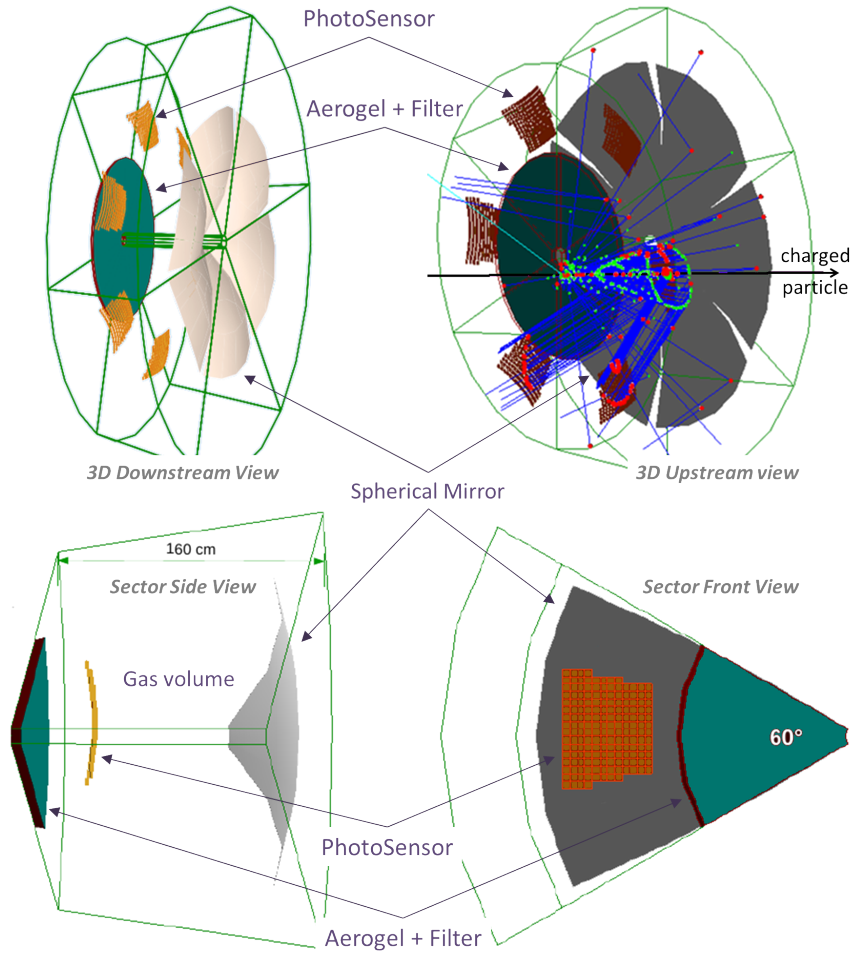 PhotoSensor
Aerogel + Filter
charged
particle
3D Downstream View
3D Upstream view
Spherical Mirror
160 cm
Sector Side View
Sector Front View
Gas volume
60°
PhotoSensor
Aerogel + Filter